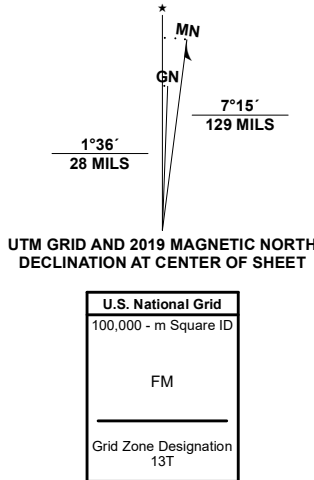 ★
MN
GN
7°15´
129 MILS
1°36´
28 MILS
UTM GRID AND 2019 MAGNETIC NORTH
DECLINATION AT CENTER OF SHEET
U.S. National Grid
100,000 - m Square ID
FM
Grid Zone Designation
13T